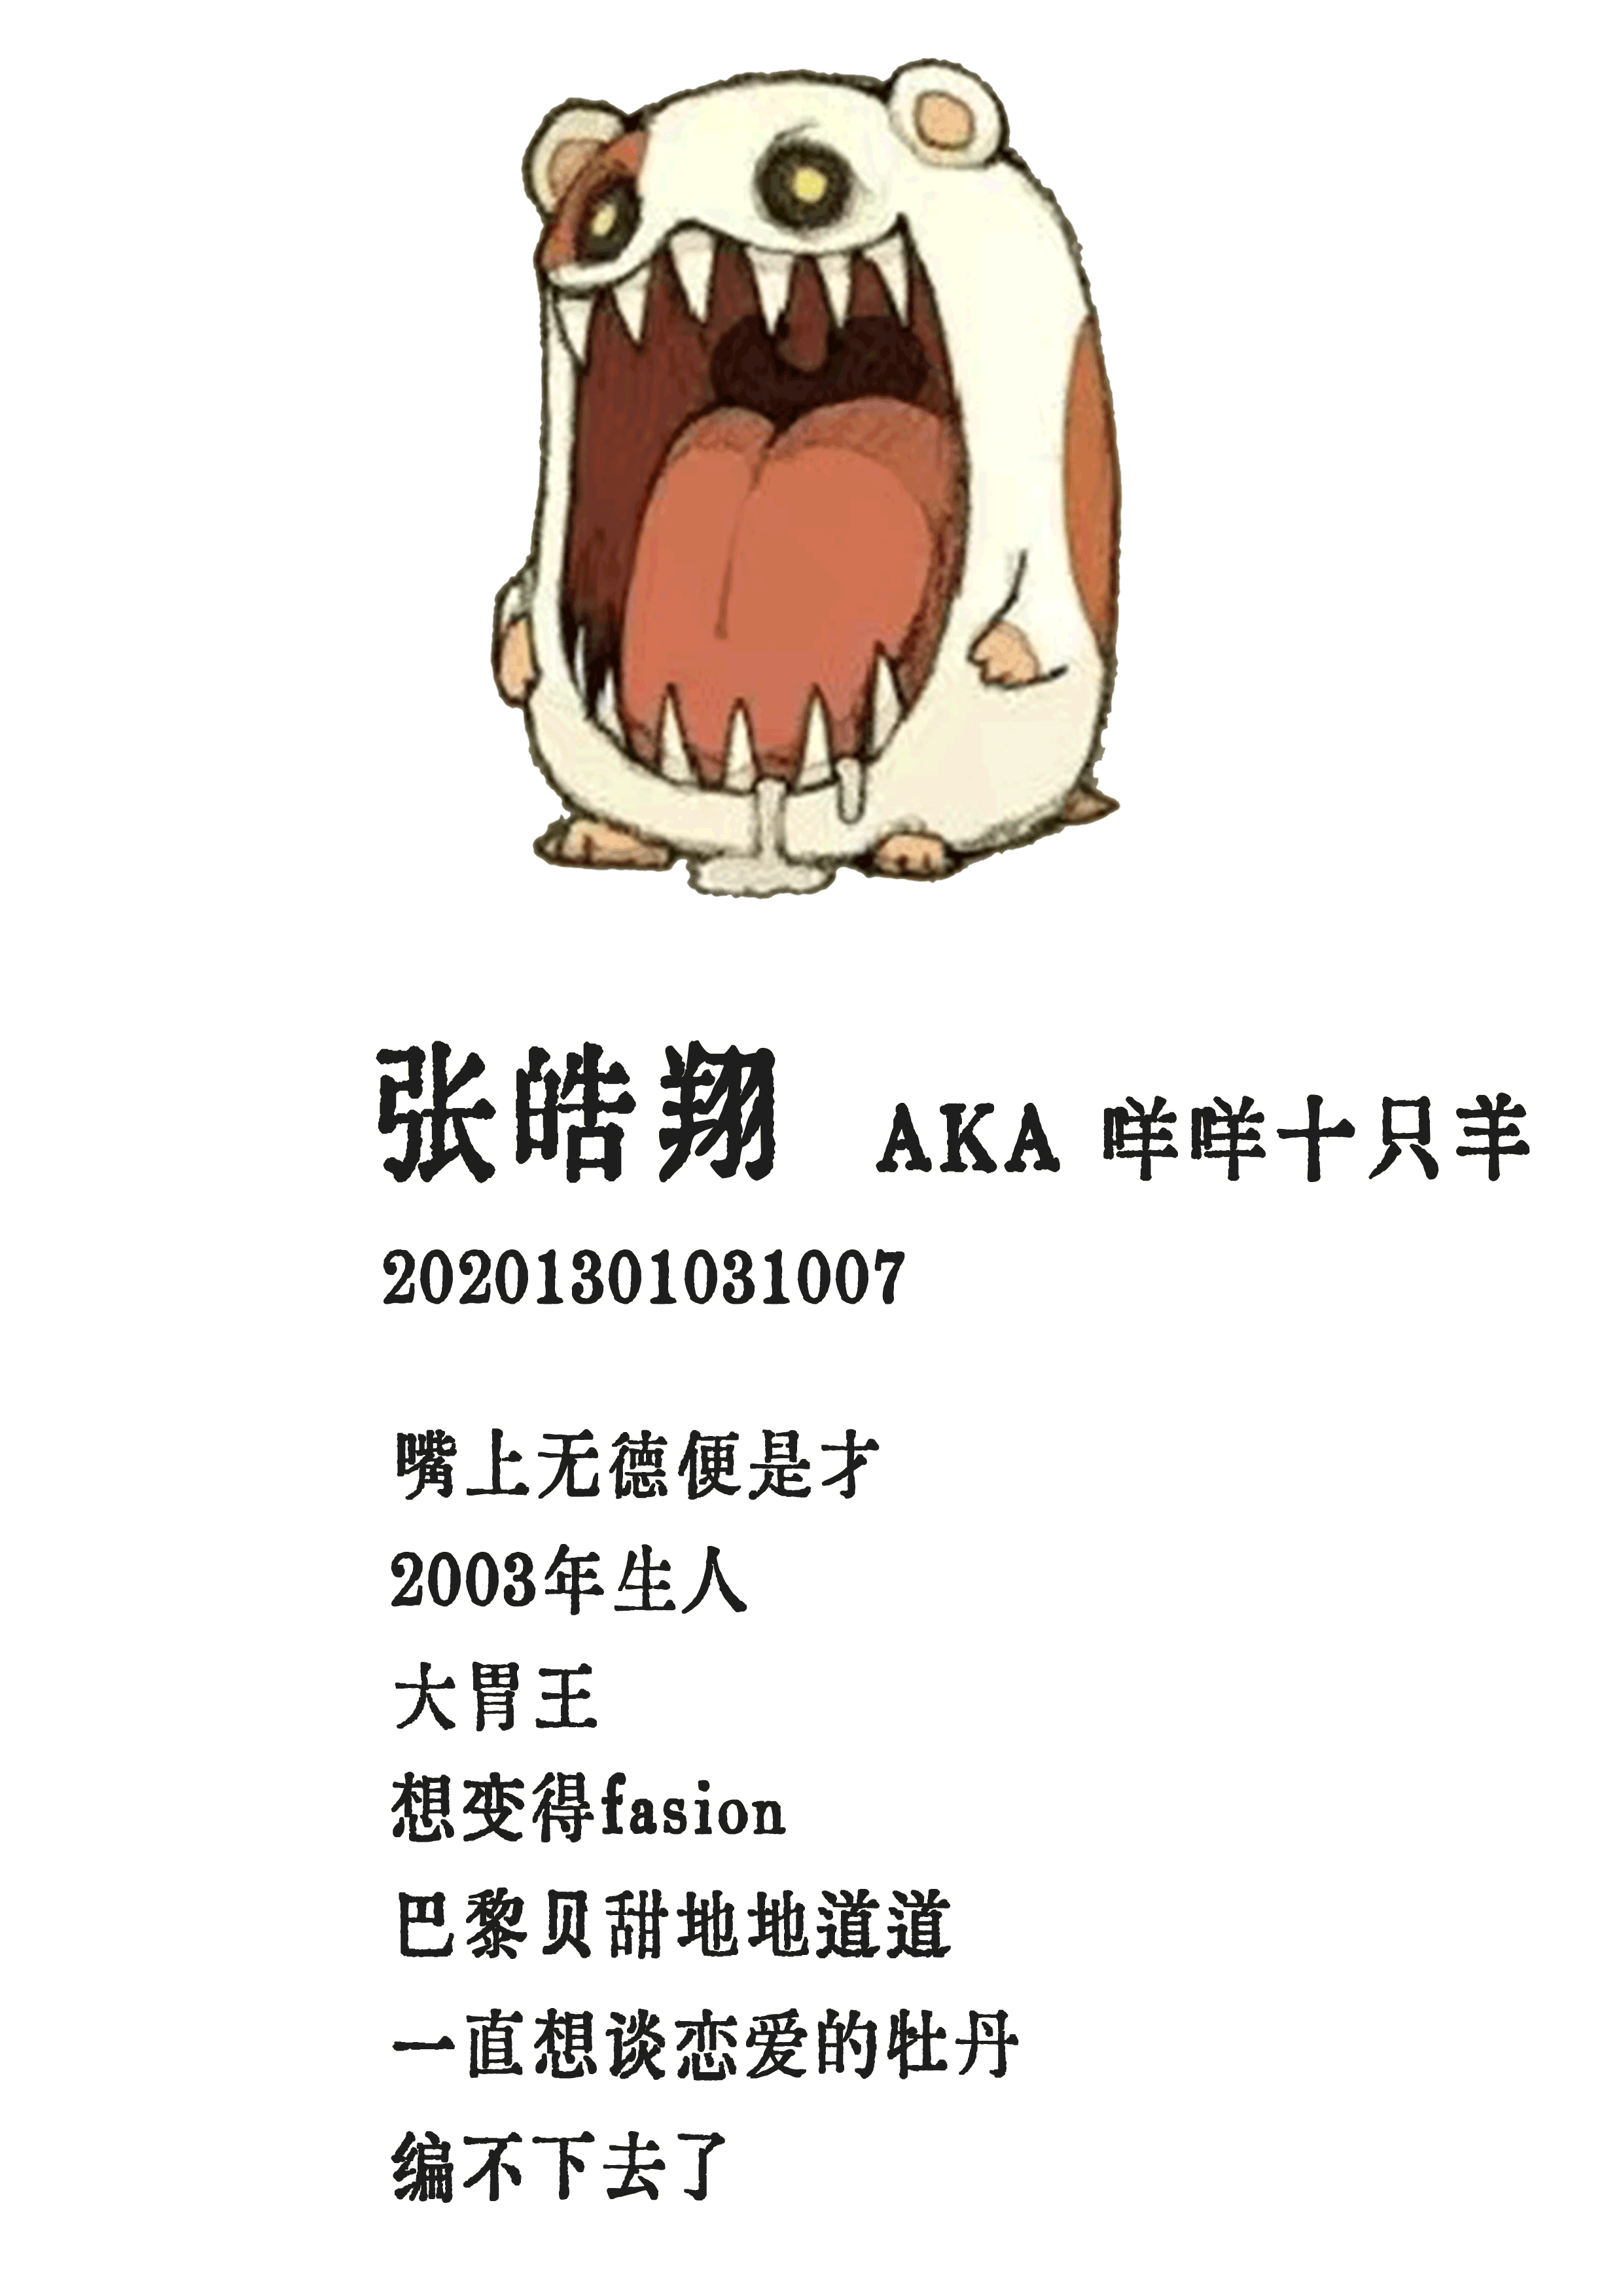 张皓翔 AKA 咩咩十只羊
20201301031007
嘴上无德便是才
2003年生人
大胃王
想变得fasion
巴黎贝甜地地道道
一直想谈恋爱的牡丹
编不下去了